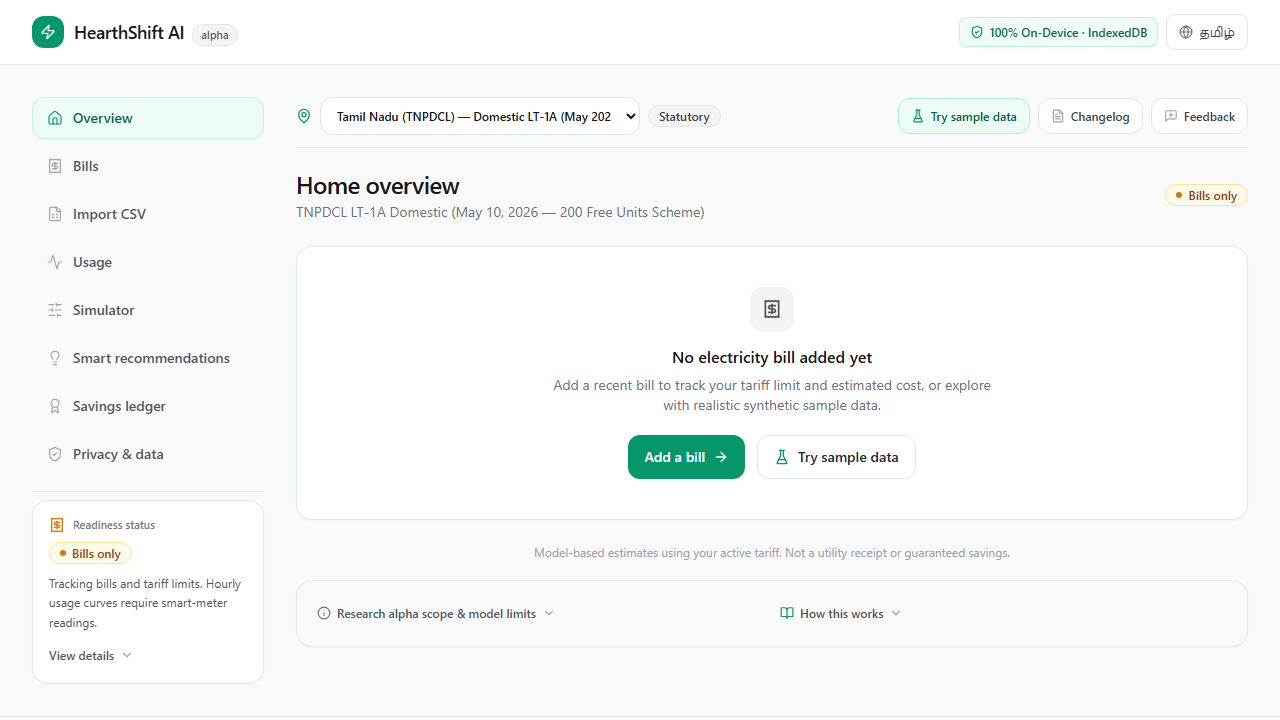 HearthShift AI alpha
100% On-Device · IndexedDB
தமிழ்
Overview
Bills
Import CSV
Usage
Simulator
Smart recommendations
Savings ledger
Privacy & data
Readiness status
Bills only
Tracking bills and tariff limits. Hourly
usage curves require smart-meter
readings.
View details
Tamil Nadu (TNPDCL) — Domestic LT-1A (May 202
Statutory
Try sample data
Changelog
Feedback
Home overview
TNPDCL LT-1A Domestic (May 10, 2026 — 200 Free Units Scheme)
Bills only
No electricity bill added yet
Add a recent bill to track your tariff limit and estimated cost, or explore
with realistic synthetic sample data.
Add a bill
Try sample data
Model-based estimates using your active tariff. Not a utility receipt or guaranteed savings.
Research alpha scope & model limits
How this works